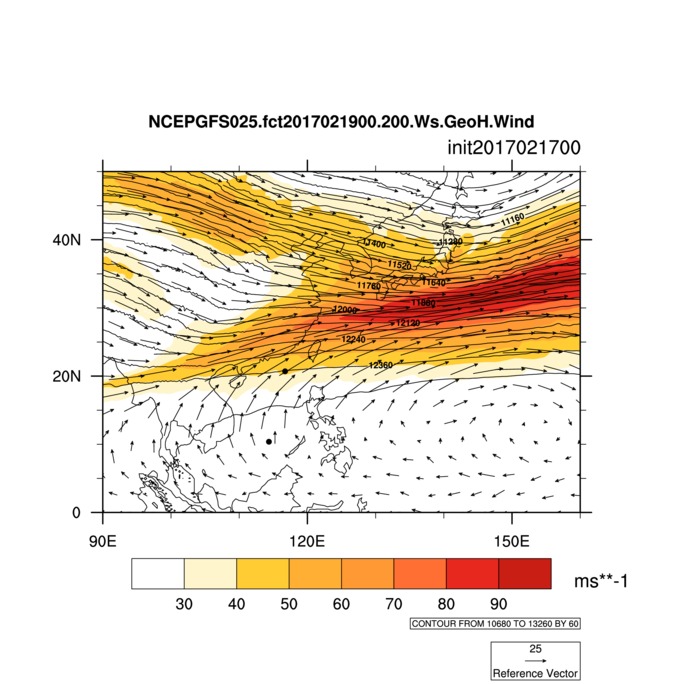 NCEPGFS025.fct2017021900.200.Ws.GeoH.Wind
init2017021700
11160
40N
11400
11280
11520
11760
11640
11880
12000
12120
12240
12360
20N
0
90E
120E
150E
ms**-1
30 40 50 60 70 80 90
CONTOUR FROM 10680 TO 13260 BY 60
25
Reference Vector